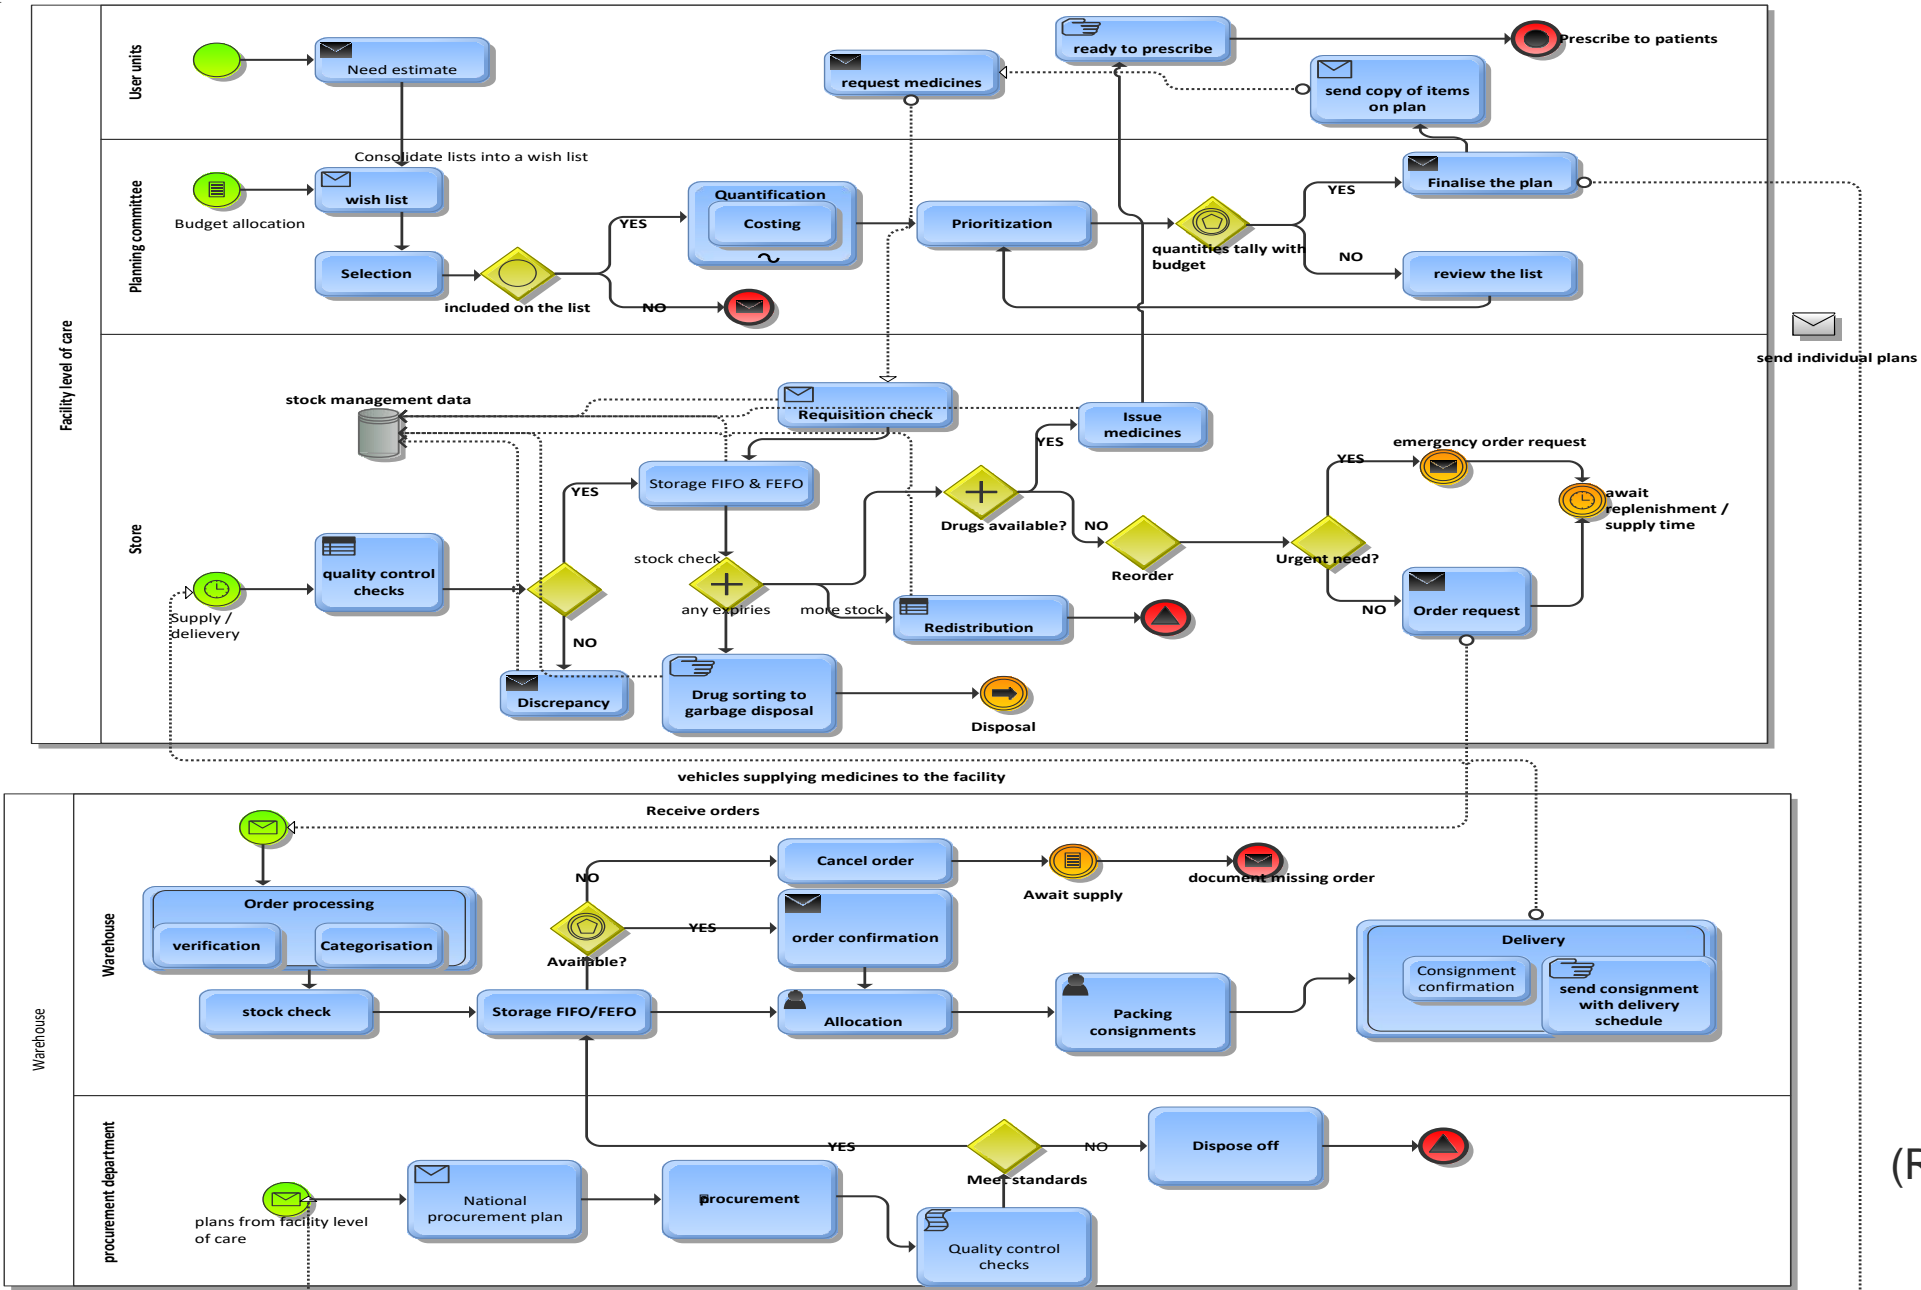 Facility level of care
User units
Need estimate
request medicines
ready to prescribe
Prescribe to patients
send copy of items
on plan
Planning committee
Consolidate lists into a wish list
Budget allocation
wish list
Selection
included on the list
YES
NO
Quantification
Costing
Prioritization
quantities tally with
budget
YES
NO
Finalise the plan
review the list
send individual plans
Store
stock management data
Requisition check
Issue
medicines
Storage FIFO & FEFO
YES
YES
Drugs available?
NO
Reorder
Urgent need?
YES
emergency order request
await
replenishment /
supply time
NO
Order request
Supply /
delievery
quality control
checks
NO
Discrepancy
stock check
any expiries
more stock
Redistribution
Drug sorting to
garbage disposal
Disposal
vehicles supplying medicines to the facility
Warehouse
Warehouse
Receive orders
Order processing
verification
Categorisation
stock check
Storage FIFO/FEFO
Available?
NO
YES
Cancel order
Await supply
document missing order
order confirmation
Allocation
Packing
consignments
Delivery
Consignment
confirmation
send consignment
with delivery
schedule
procurement department
plans from facility level
of care
National
procurement plan
procurement
Quality control
checks
Meet standards
YES
NO
Dispose off
(R